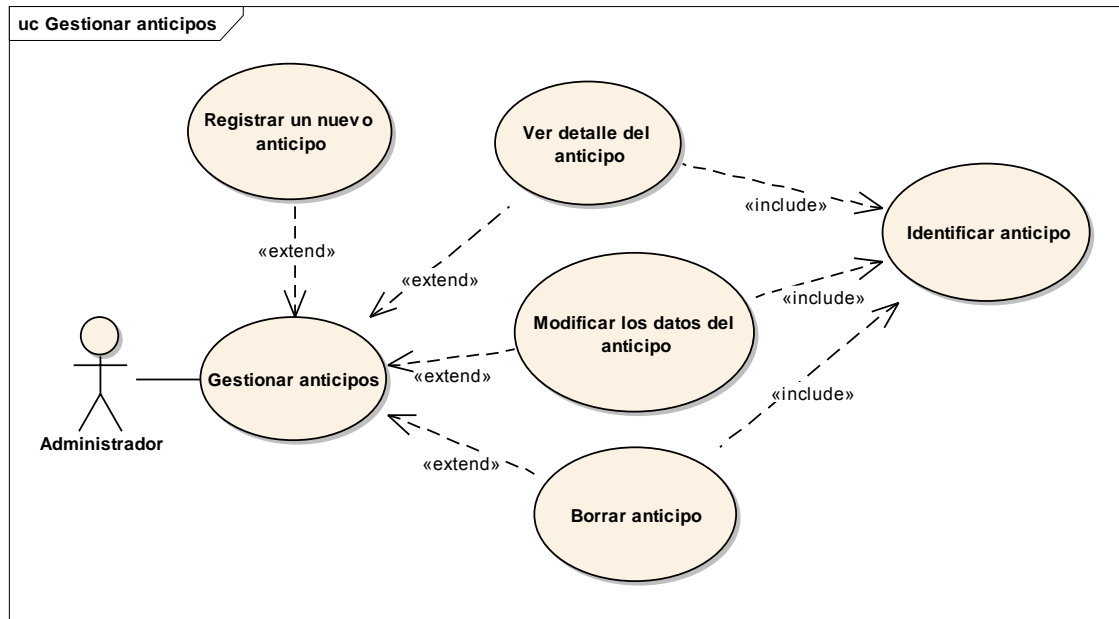 uc Gestionar anticipos
Registrar un nuevo
anticipo
Ver detalle del
anticipo
«include»
Identificar anticipo
«extend»
«extend»
Modificar los datos del
anticipo
«include»
Gestionar anticipos
«extend»
«include»
Administrador
«extend»
Borrar anticipo